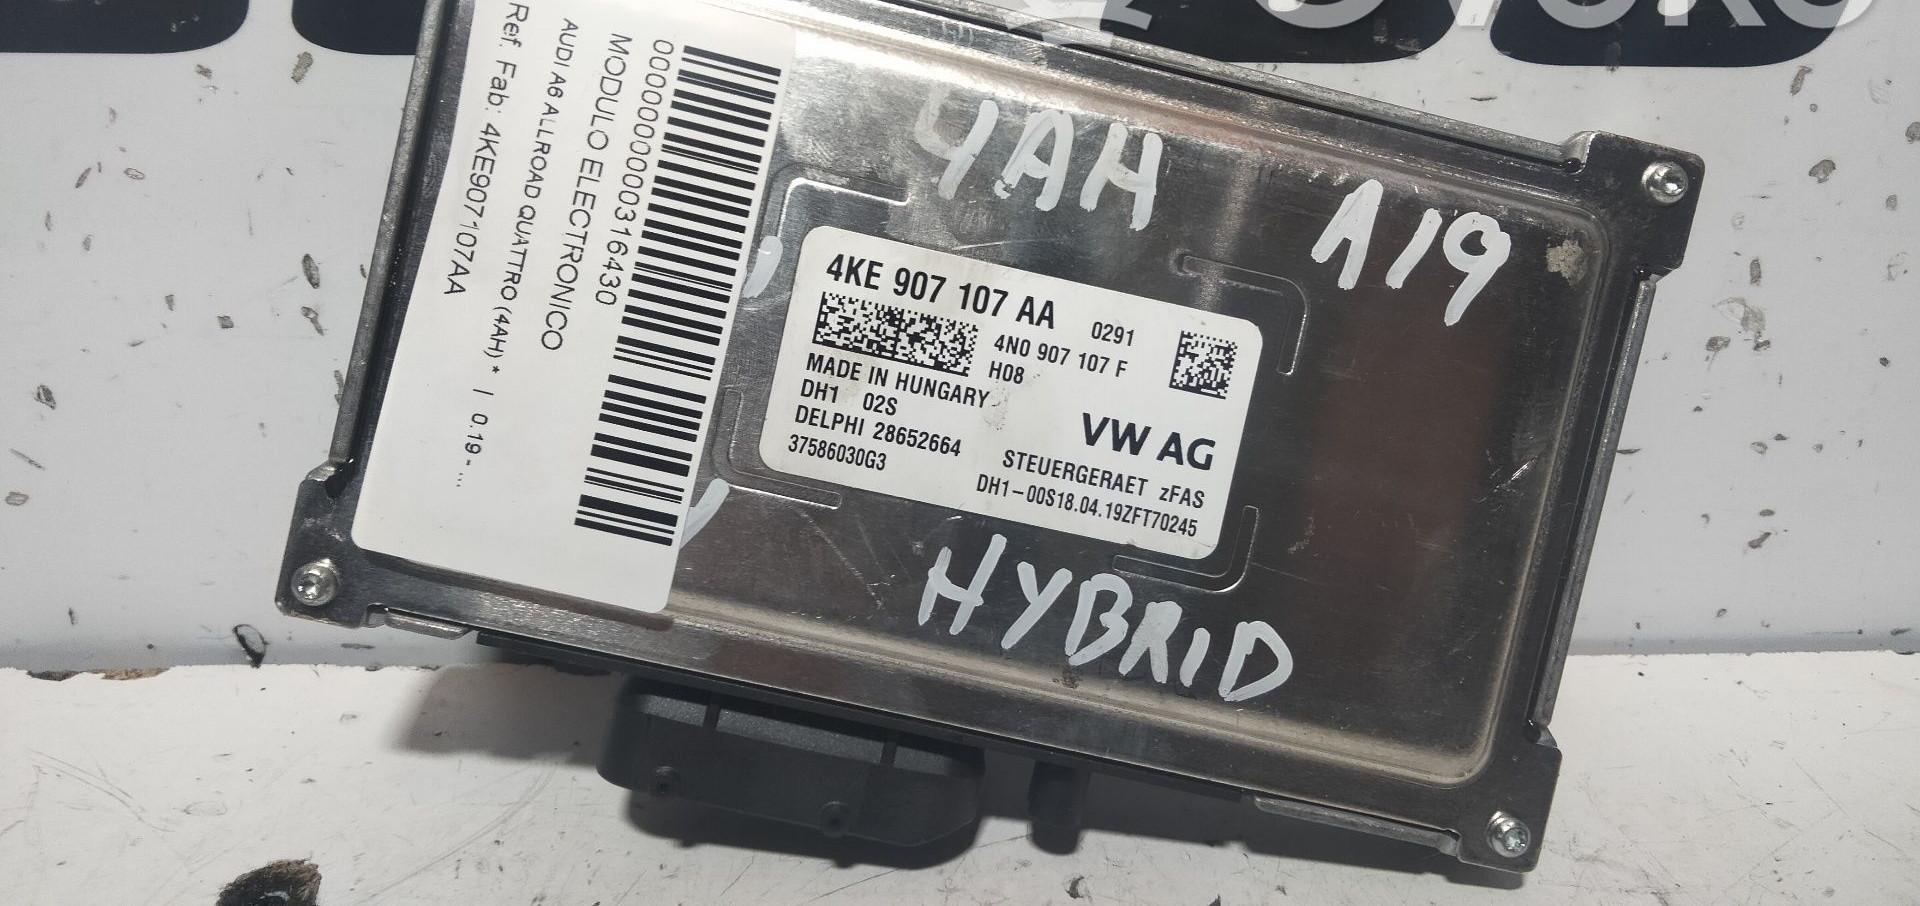 0000000000316430
MODULO ELECTRONICO
AUDI A6 ALLROAD QUATTRO (4AH) * | 0.19 - ...
Ref. Fab: 4KE907107AA
4AH A19
4KE 907 107 AA 0291
4N0 907 107 F
H08
MADE IN HUNGARY
DH1 02S
DELPHI 28652664
37586030G3
VW AG
STEUERGERAET zFAS
DH1-00S18.04.19ZFT70245
HYBRID